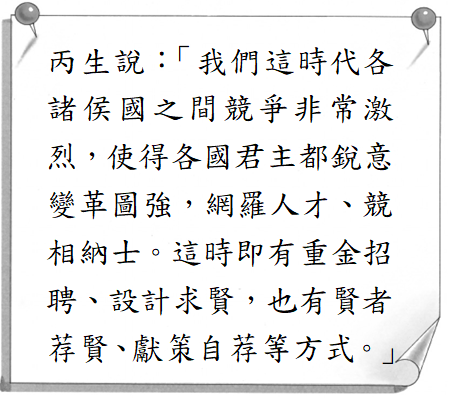 丙生說：「我們這時代各
諸侯國之間競爭非常激
烈，使得各國君主都銳意
變革圖強，網羅人才、競
相納士。這時即有重金招
聘、設計求賢，也有賢者
荐賢、獻策自荐等方式。」